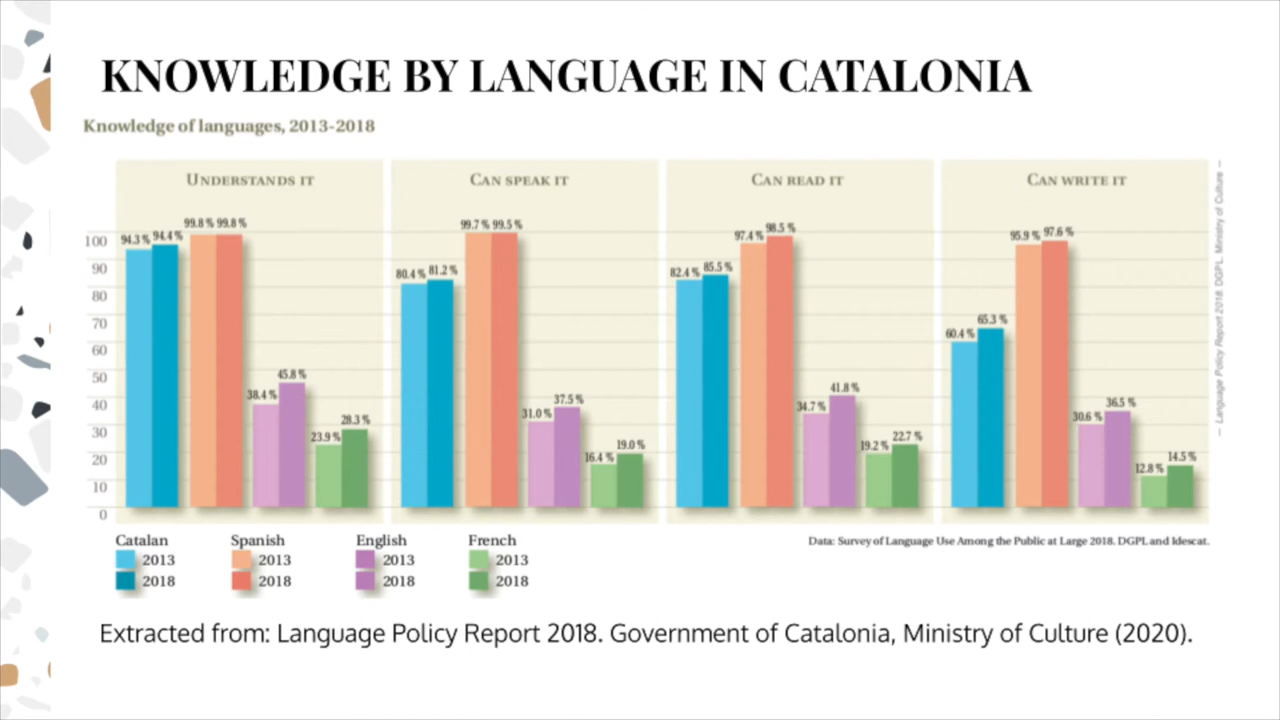 KNOWLEDGE BY LANGUAGE IN CATALONIA
Knowledge of languages, 2013-2018
UNDERSTANDS IT
CAN SPEAK IT
CAN READ IT
CAN WRITE IT
100
90
80
70
60
50
40
30
20
10
0
94.3 % 94.4 % 99.8 % 99.8 % 38.4 % 45.8 % 23.9 % 28.3 %
80.4 % 81.2 % 99.7 % 99.5 % 31.0 % 37.5 % 16.4 % 19.0 %
82.4 % 85.5 % 97.4 % 98.5 % 34.7 % 41.8 % 19.2 % 22.7 %
60.4 % 65.3 % 95.9 % 97.6 % 30.6 % 36.5 % 12.8 % 14.5 %
— Language Policy Report 2018. DGPL. Ministry of Culture —
Catalan Spanish English French
2013 2013 2013 2013
2018 2018 2018 2018
Data: Survey of Language Use Among the Public at Large 2018. DGPL and Idescat.
Extracted from: Language Policy Report 2018. Government of Catalonia, Ministry of Culture (2020).